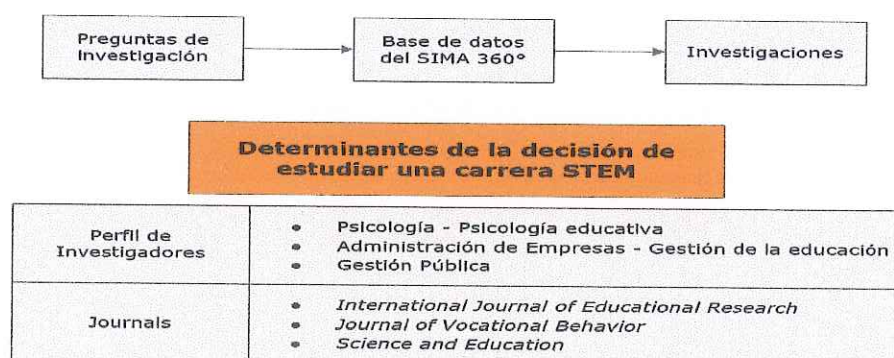 Preguntas de
Investigación
Base de datos
del SIMA 360°
Investigaciones
Determinantes de la decisión de
estudiar una carrera STEM
Perfil de
Investigadores
• Psicología - Psicología educativa
• Administración de Empresas - Gestión de la educación
• Gestión Pública
Journals
• International Journal of Educational Research
• Journal of Vocational Behavior
• Science and Education